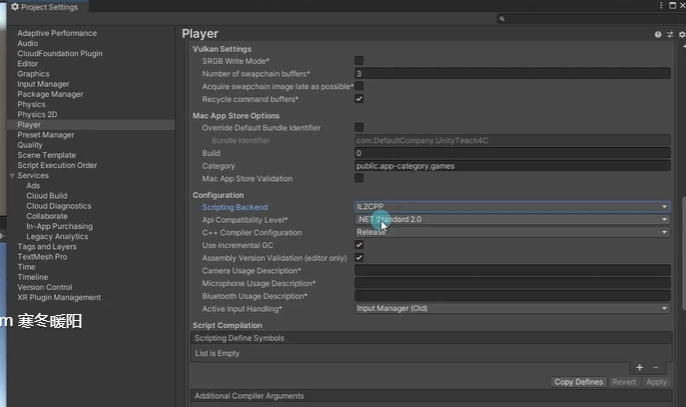 Project Settings
Adaptive Performance
Audio
CloudFoundation Plugin
Editor
Graphics
Input Manager
Package Manager
Physics
Physics 2D
Player
Preset Manager
Quality
Scene Template
Script Execution Order
Services
Ads
Cloud Build
Cloud Diagnostics
Collaborate
In-App Purchasing
Legacy Analytics
Tags and Layers
TextMesh Pro
Time
Timeline
Version Control
XR Plugin Management
m 寒冬暖阳
Player
Vulkan Settings
SRGB Write Mode*
Number of swapchain buffers* 3
Acquire swapchain image late as possible*
Recycle command buffers*
Mac App Store Options
Override Default Bundle Identifier
Bundle Identifier com.DefaultCompany.UnityTeach4C
Build 0
Category public.app-category.games
Mac App Store Validation
Configuration
Scripting Backend IL2CPP
Api Compatibility Level* .NET Standard 2.0
C++ Compiler Configuration Release
Use incremental GC
Assembly Version Validation (editor only)
Camera Usage Description*
Microphone Usage Description*
Bluetooth Usage Description*
Active Input Handling* Input Manager (Old)
Script Compilation
Scripting Define Symbols
List is Empty
+ −
Copy Defines Revert Apply
Additional Compiler Arguments